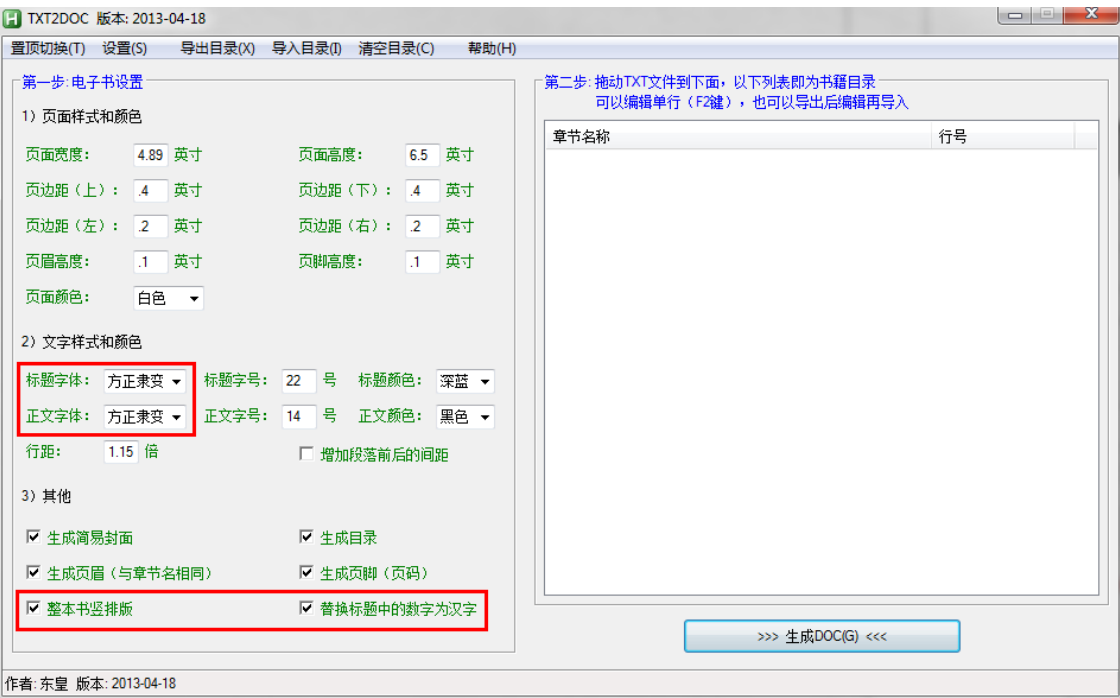 TXT2DOC 版本: 2013-04-18
置顶切换(T) 设置(S) 导出目录(X) 导入目录(I) 清空目录(C) 帮助(H)
第一步:电子书设置
1）页面样式和颜色
页面宽度: 4.89 英寸 页面高度: 6.5 英寸
页边距（上）: .4 英寸 页边距（下）: .4 英寸
页边距（左）: .2 英寸 页边距（右）: .2 英寸
页眉高度: .1 英寸 页脚高度: .1 英寸
页面颜色: 白色
2）文字样式和颜色
标题字体: 方正隶变 标题字号: 22 号 标题颜色: 深蓝
正文字体: 方正隶变 正文字号: 14 号 正文颜色: 黑色
行距: 1.15 倍 增加段落前后的间距
3）其他
生成简易封面 生成目录
生成页眉（与章节名相同） 生成页脚（页码）
整本书竖排版 替换标题中的数字为汉字
第二步: 拖动TXT文件到下面，以下列表即为书籍目录
可以编辑单行（F2键），也可以导出后编辑再导入
章节名称 行号
>>> 生成DOC(G) <<<
作者: 东皇 版本: 2013-04-18